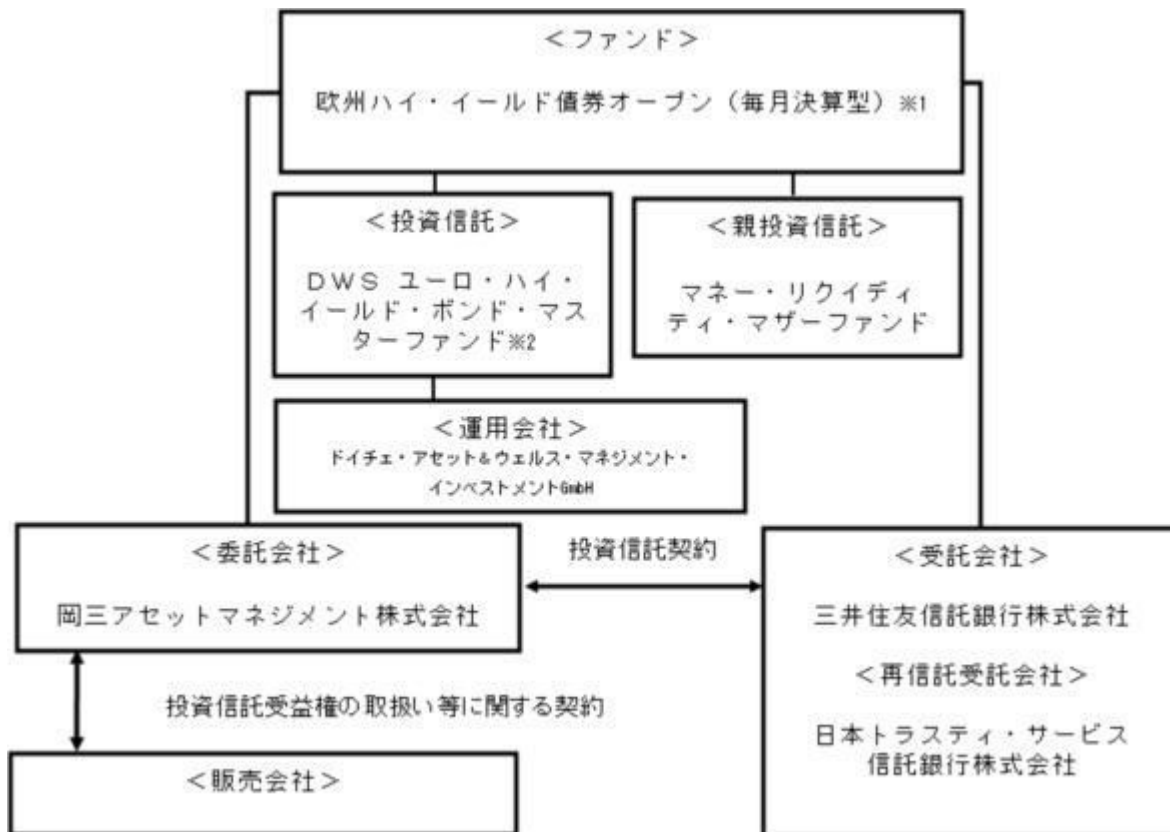 ＜ファンド＞
欧州ハイ・イールド債券オープン（毎月決算型）※1
＜投資信託＞
ＤＷＳ ユーロ・ハイ・
イールド・ボンド・マス
ターファンド※2
＜親投資信託＞
マネー・リクイディ
ティ・マザーファンド
＜運用会社＞
ドイチェ・アセット＆ウェルス・マネジメント・
インベストメントGmbH
＜委託会社＞
岡三アセットマネジメント株式会社
投資信託契約
＜受託会社＞
三井住友信託銀行株式会社
＜再信託受託会社＞
日本トラスティ・サービス
信託銀行株式会社
投資信託受益権の取扱い等に関する契約
＜販売会社＞